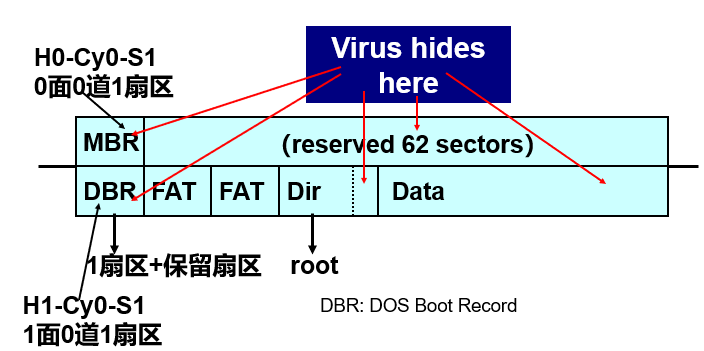 H0-Cy0-S1
0面0道1扇区
Virus hides
here
MBR
(reserved 62 sectors)
DBR
FAT
FAT
Dir
Data
1扇区+保留扇区
root
H1-Cy0-S1
1面0道1扇区
DBR: DOS Boot Record